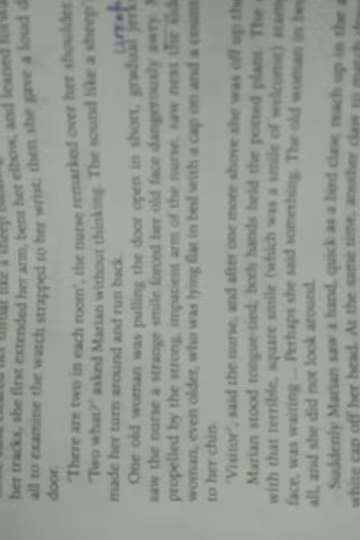 her tracks, she first extended her arm, bent her elbow, and leaned
all to examine the watch strapped to her wrist; then she gave a loud
door.
'There are two in each room', the nurse remarked over her shoulder.
'Two what?' asked Marian without thinking. The sound like a sheep's
made her turn around and run back.
One old woman was pulling the door open in short, gradual jerks
saw the nurse a strange smile forced her old face dangerously awry.
propelled by the strong, impatient arm of the nurse, saw next the
woman, even older, who was lying flat in bed with a cap on and a
to her chin.
'Visitor', said the nurse, and after one more shove she was off up the
Marian stood tongue-tied; both hands held the potted plant. The
with that terrible, square smile (which was a smile of welcome)
face, was waiting ... Perhaps she said something. The old woman in
all, and she did not look around.
Suddenly Marian saw a hand, quick as a bird claw, reach up in the
white cap off her head. At the same time, another claw